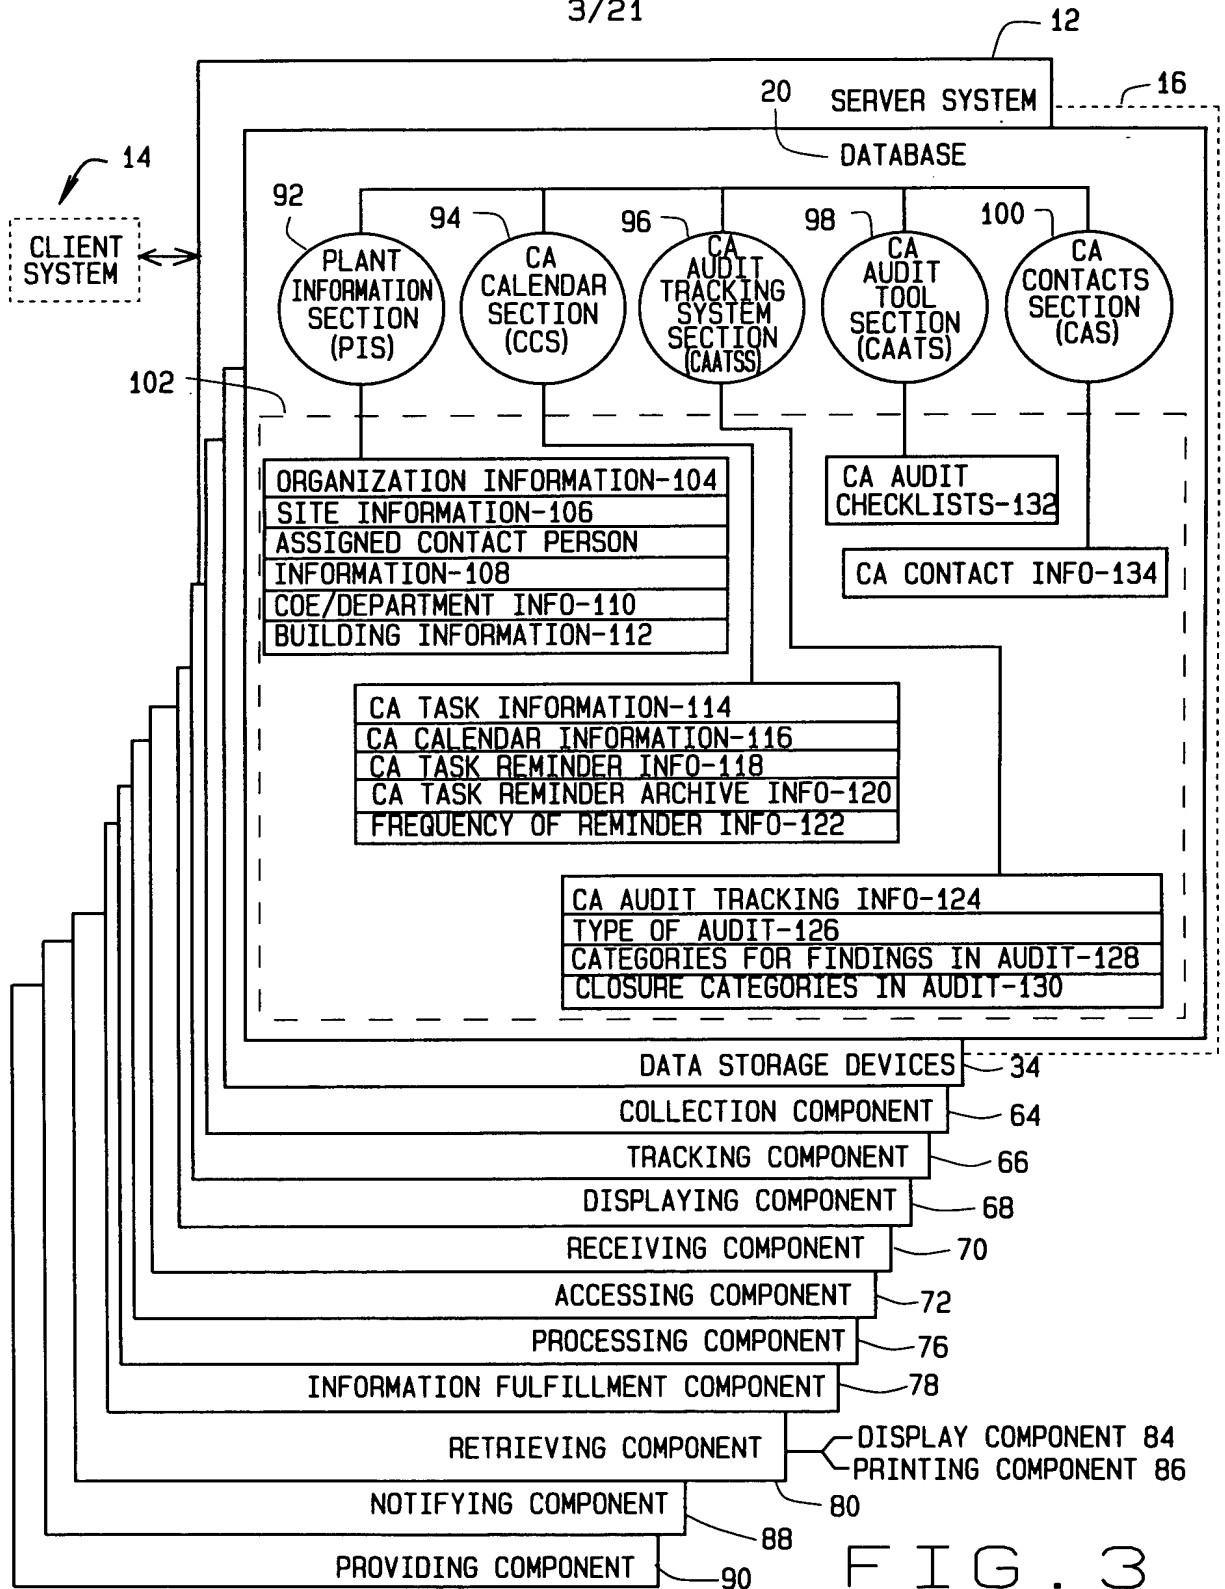 3/21
12
16
SERVER SYSTEM
20
DATABASE
14
CLIENT
SYSTEM
92
PLANT
INFORMATION
SECTION
(PIS)
94
CA
CALENDAR
SECTION
(CCS)
96
CA
AUDIT
TRACKING
SYSTEM
SECTION
(CAATSS)
98
CA
AUDIT
TOOL
SECTION
(CAATS)
100
CA
CONTACTS
SECTION
(CAS)
102
ORGANIZATION INFORMATION-104
SITE INFORMATION-106
ASSIGNED CONTACT PERSON
INFORMATION-108
COE/DEPARTMENT INFO-110
BUILDING INFORMATION-112
CA AUDIT
CHECKLISTS-132
CA CONTACT INFO-134
CA TASK INFORMATION-114
CA CALENDAR INFORMATION-116
CA TASK REMINDER INFO-118
CA TASK REMINDER ARCHIVE INFO-120
FREQUENCY OF REMINDER INFO-122
CA AUDIT TRACKING INFO-124
TYPE OF AUDIT-126
CATEGORIES FOR FINDINGS IN AUDIT-128
CLOSURE CATEGORIES IN AUDIT-130
DATA STORAGE DEVICES 34
COLLECTION COMPONENT 64
TRACKING COMPONENT 66
DISPLAYING COMPONENT 68
RECEIVING COMPONENT 70
ACCESSING COMPONENT 72
PROCESSING COMPONENT 76
INFORMATION FULFILLMENT COMPONENT 78
RETRIEVING COMPONENT 80
DISPLAY COMPONENT 84
PRINTING COMPONENT 86
NOTIFYING COMPONENT 88
PROVIDING COMPONENT 90
FIG. 3